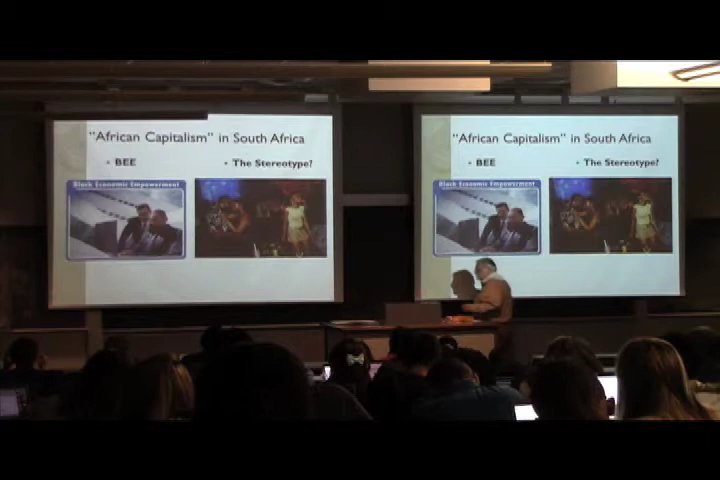 "African Capitalism" in South Africa
• BEE
• The Stereotype?
Black Economic Empowerment
"African Capitalism" in South Africa
• BEE
• The Stereotype?
Black Economic Empowerment